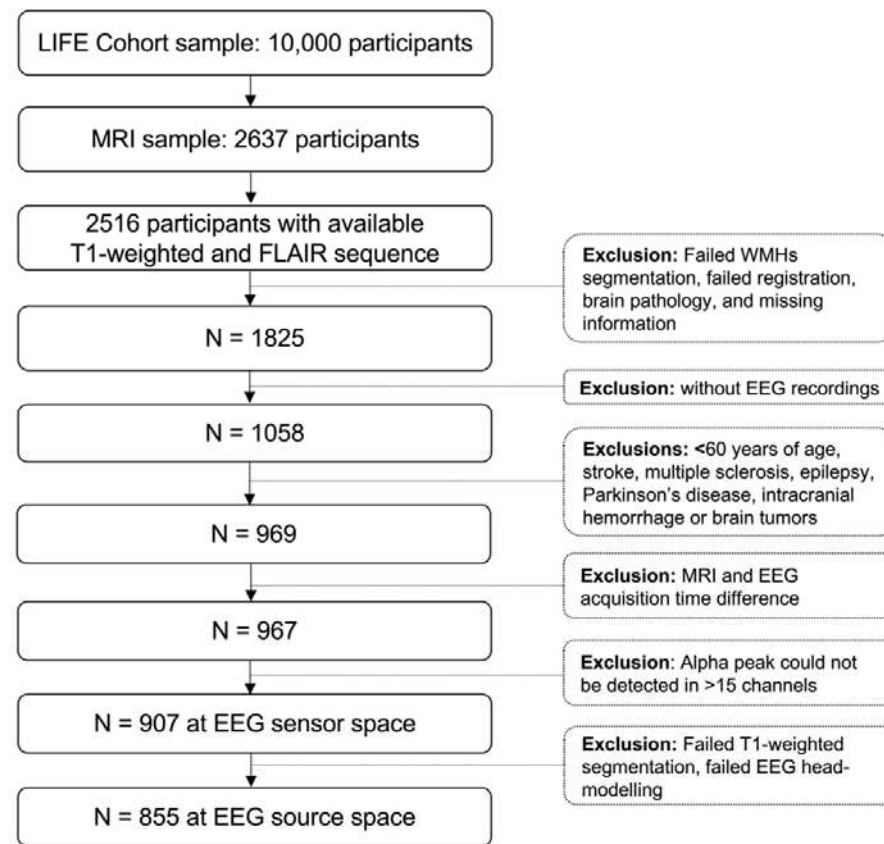 LIFE Cohort sample: 10,000 participants
MRI sample: 2637 participants
2516 participants with available
T1-weighted and FLAIR sequence
Exclusion: Failed WMHs
segmentation, failed registration,
brain pathology, and missing
information
N = 1825
Exclusion: without EEG recordings
N = 1058
Exclusions: <60 years of age,
stroke, multiple sclerosis, epilepsy,
Parkinson's disease, intracranial
hemorrhage or brain tumors
N = 969
Exclusion: MRI and EEG
acquisition time difference
N = 967
Exclusion: Alpha peak could not
be detected in >15 channels
N = 907 at EEG sensor space
Exclusion: Failed T1-weighted
segmentation, failed EEG head-
modelling
N = 855 at EEG source space